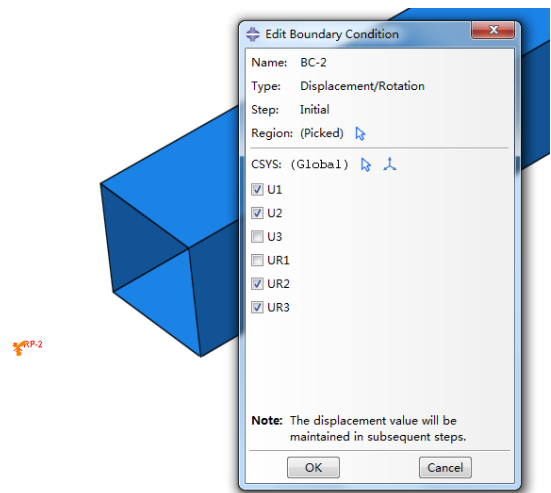 Edit Boundary Condition
Name: BC-2
Type: Displacement/Rotation
Step: Initial
Region: (Picked)
CSYS: (Global)
U1
U2
U3
UR1
UR2
UR3
RP-2
Note: The displacement value will be
maintained in subsequent steps.
OK Cancel